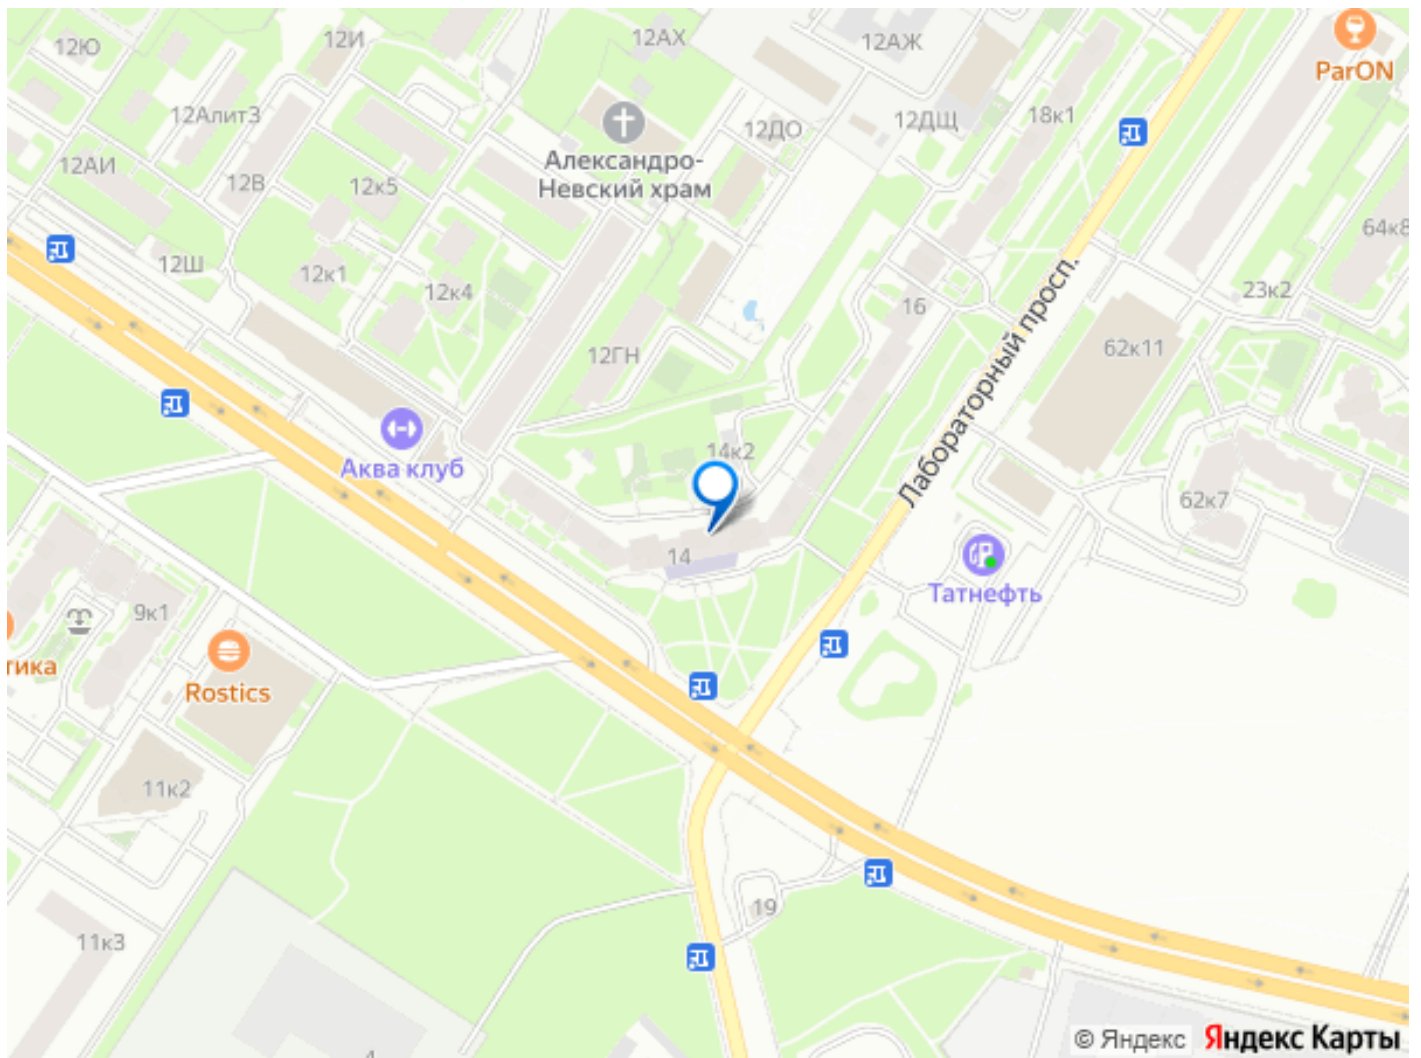 12Ю
12И
12АХ
12АЖ
ParON
12Алит3
12ДО
12ДЩ
18к1
Александро-
Невский храм
12АИ
12В
12к5
64к8
12Ш
12к1
12к4
23к2
16
Лабораторный просп.
12ГН
62к11
14к2
Аква клуб
62к7
14
Татнефть
9к1
тика
Rostics
11к2
19
11к3
© Яндекс
Яндекс Карты